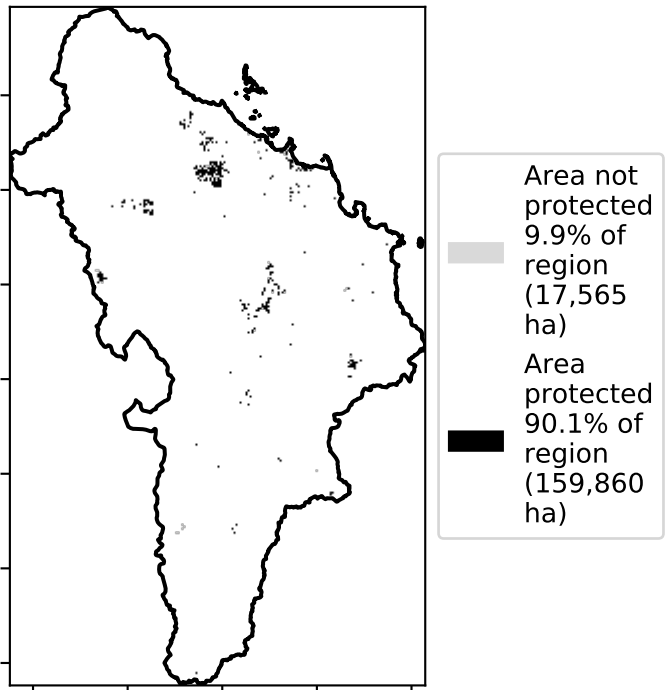 Area not
protected
9.9% of
region
(17,565
ha)
Area
protected
90.1% of
region
(159,860
ha)